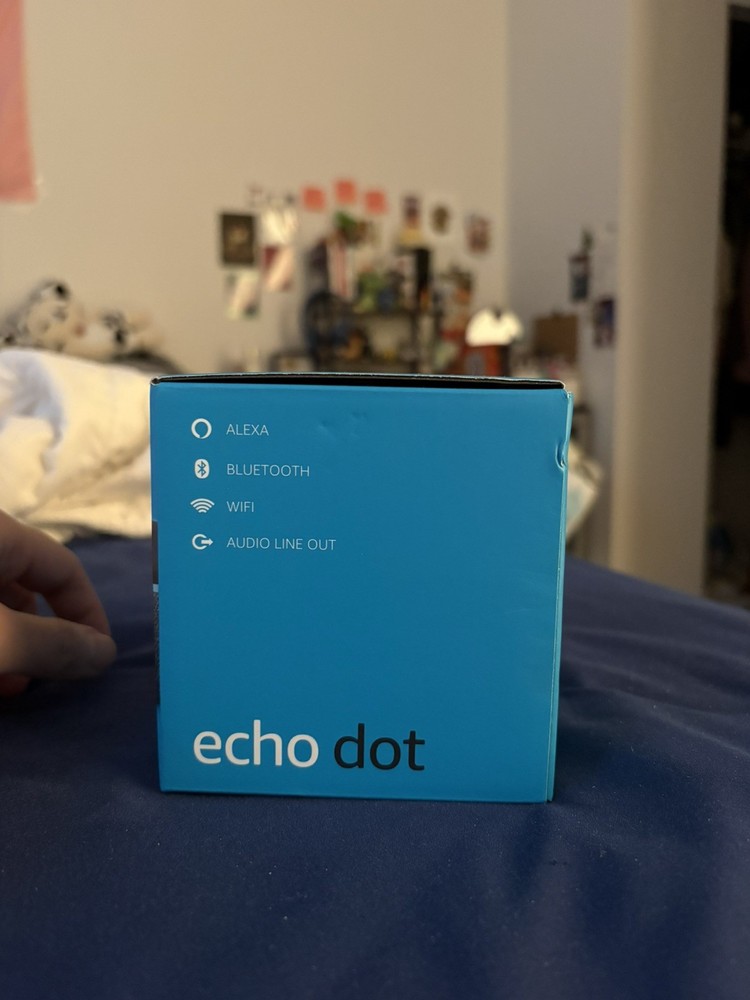 ALEXA
BLUETOOTH
WIFI
AUDIO LINE OUT
echo dot